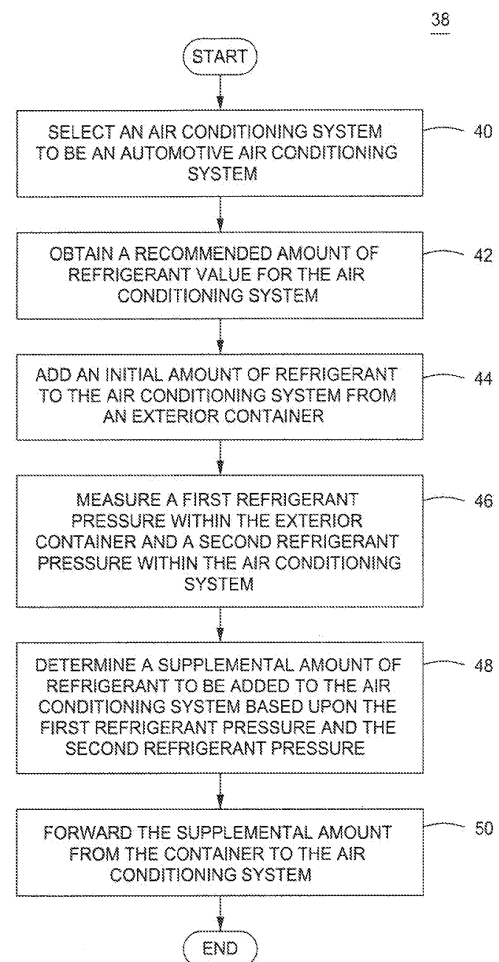 38
START
SELECT AN AIR CONDITIONING SYSTEM
TO BE AN AUTOMOTIVE AIR CONDITIONING
SYSTEM
40
OBTAIN A RECOMMENDED AMOUNT OF
REFRIGERANT VALUE FOR THE AIR
CONDITIONING SYSTEM
42
ADD AN INITIAL AMOUNT OF REFRIGERANT
TO THE AIR CONDITIONING SYSTEM FROM
AN EXTERIOR CONTAINER
44
MEASURE A FIRST REFRIGERANT
PRESSURE WITHIN THE EXTERIOR
CONTAINER AND A SECOND REFRIGERANT
PRESSURE WITHIN THE AIR CONDITIONING
SYSTEM
46
DETERMINE A SUPPLEMENTAL AMOUNT OF
REFRIGERANT TO BE ADDED TO THE AIR
CONDITIONING SYSTEM BASED UPON THE
FIRST REFRIGERANT PRESSURE AND THE
SECOND REFRIGERANT PRESSURE
48
FORWARD THE SUPPLEMENTAL AMOUNT
FROM THE CONTAINER TO THE AIR
CONDITIONING SYSTEM
50
END